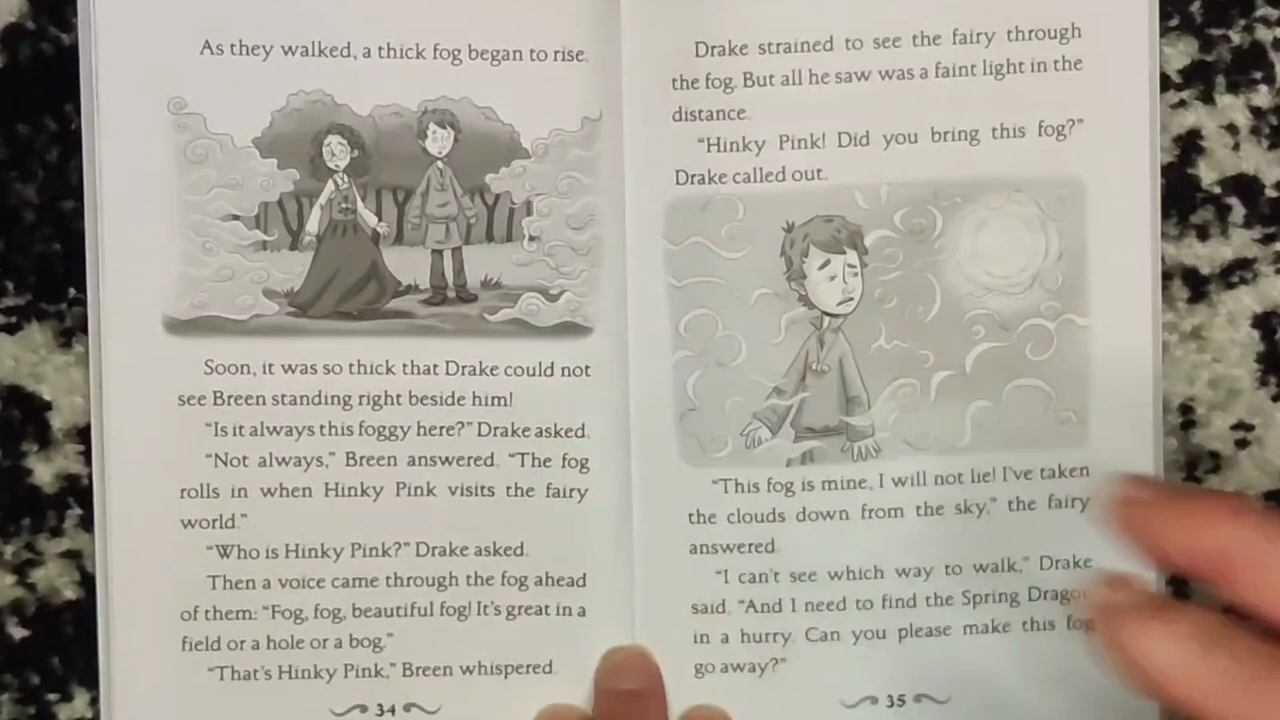 As they walked, a thick fog began to rise.
Soon, it was so thick that Drake could not
see Breen standing right beside him!
“Is it always this foggy here?” Drake asked.
“Not always,” Breen answered. “The fog
rolls in when Hinky Pink visits the fairy
world.”
“Who is Hinky Pink?” Drake asked.
Then a voice came through the fog ahead
of them: “Fog, fog, beautiful fog! It’s great in a
field or a hole or a bog.”
“That’s Hinky Pink,” Breen whispered.
34
Drake strained to see the fairy through
the fog. But all he saw was a faint light in the
distance.
“Hinky Pink! Did you bring this fog?”
Drake called out.
“This fog is mine, I will not lie! I’ve taken
the clouds down from the sky,” the fairy
answered.
“I can’t see which way to walk,” Drake
said. “And I need to find the Spring Dragon
in a hurry. Can you please make this fog
go away?”
35